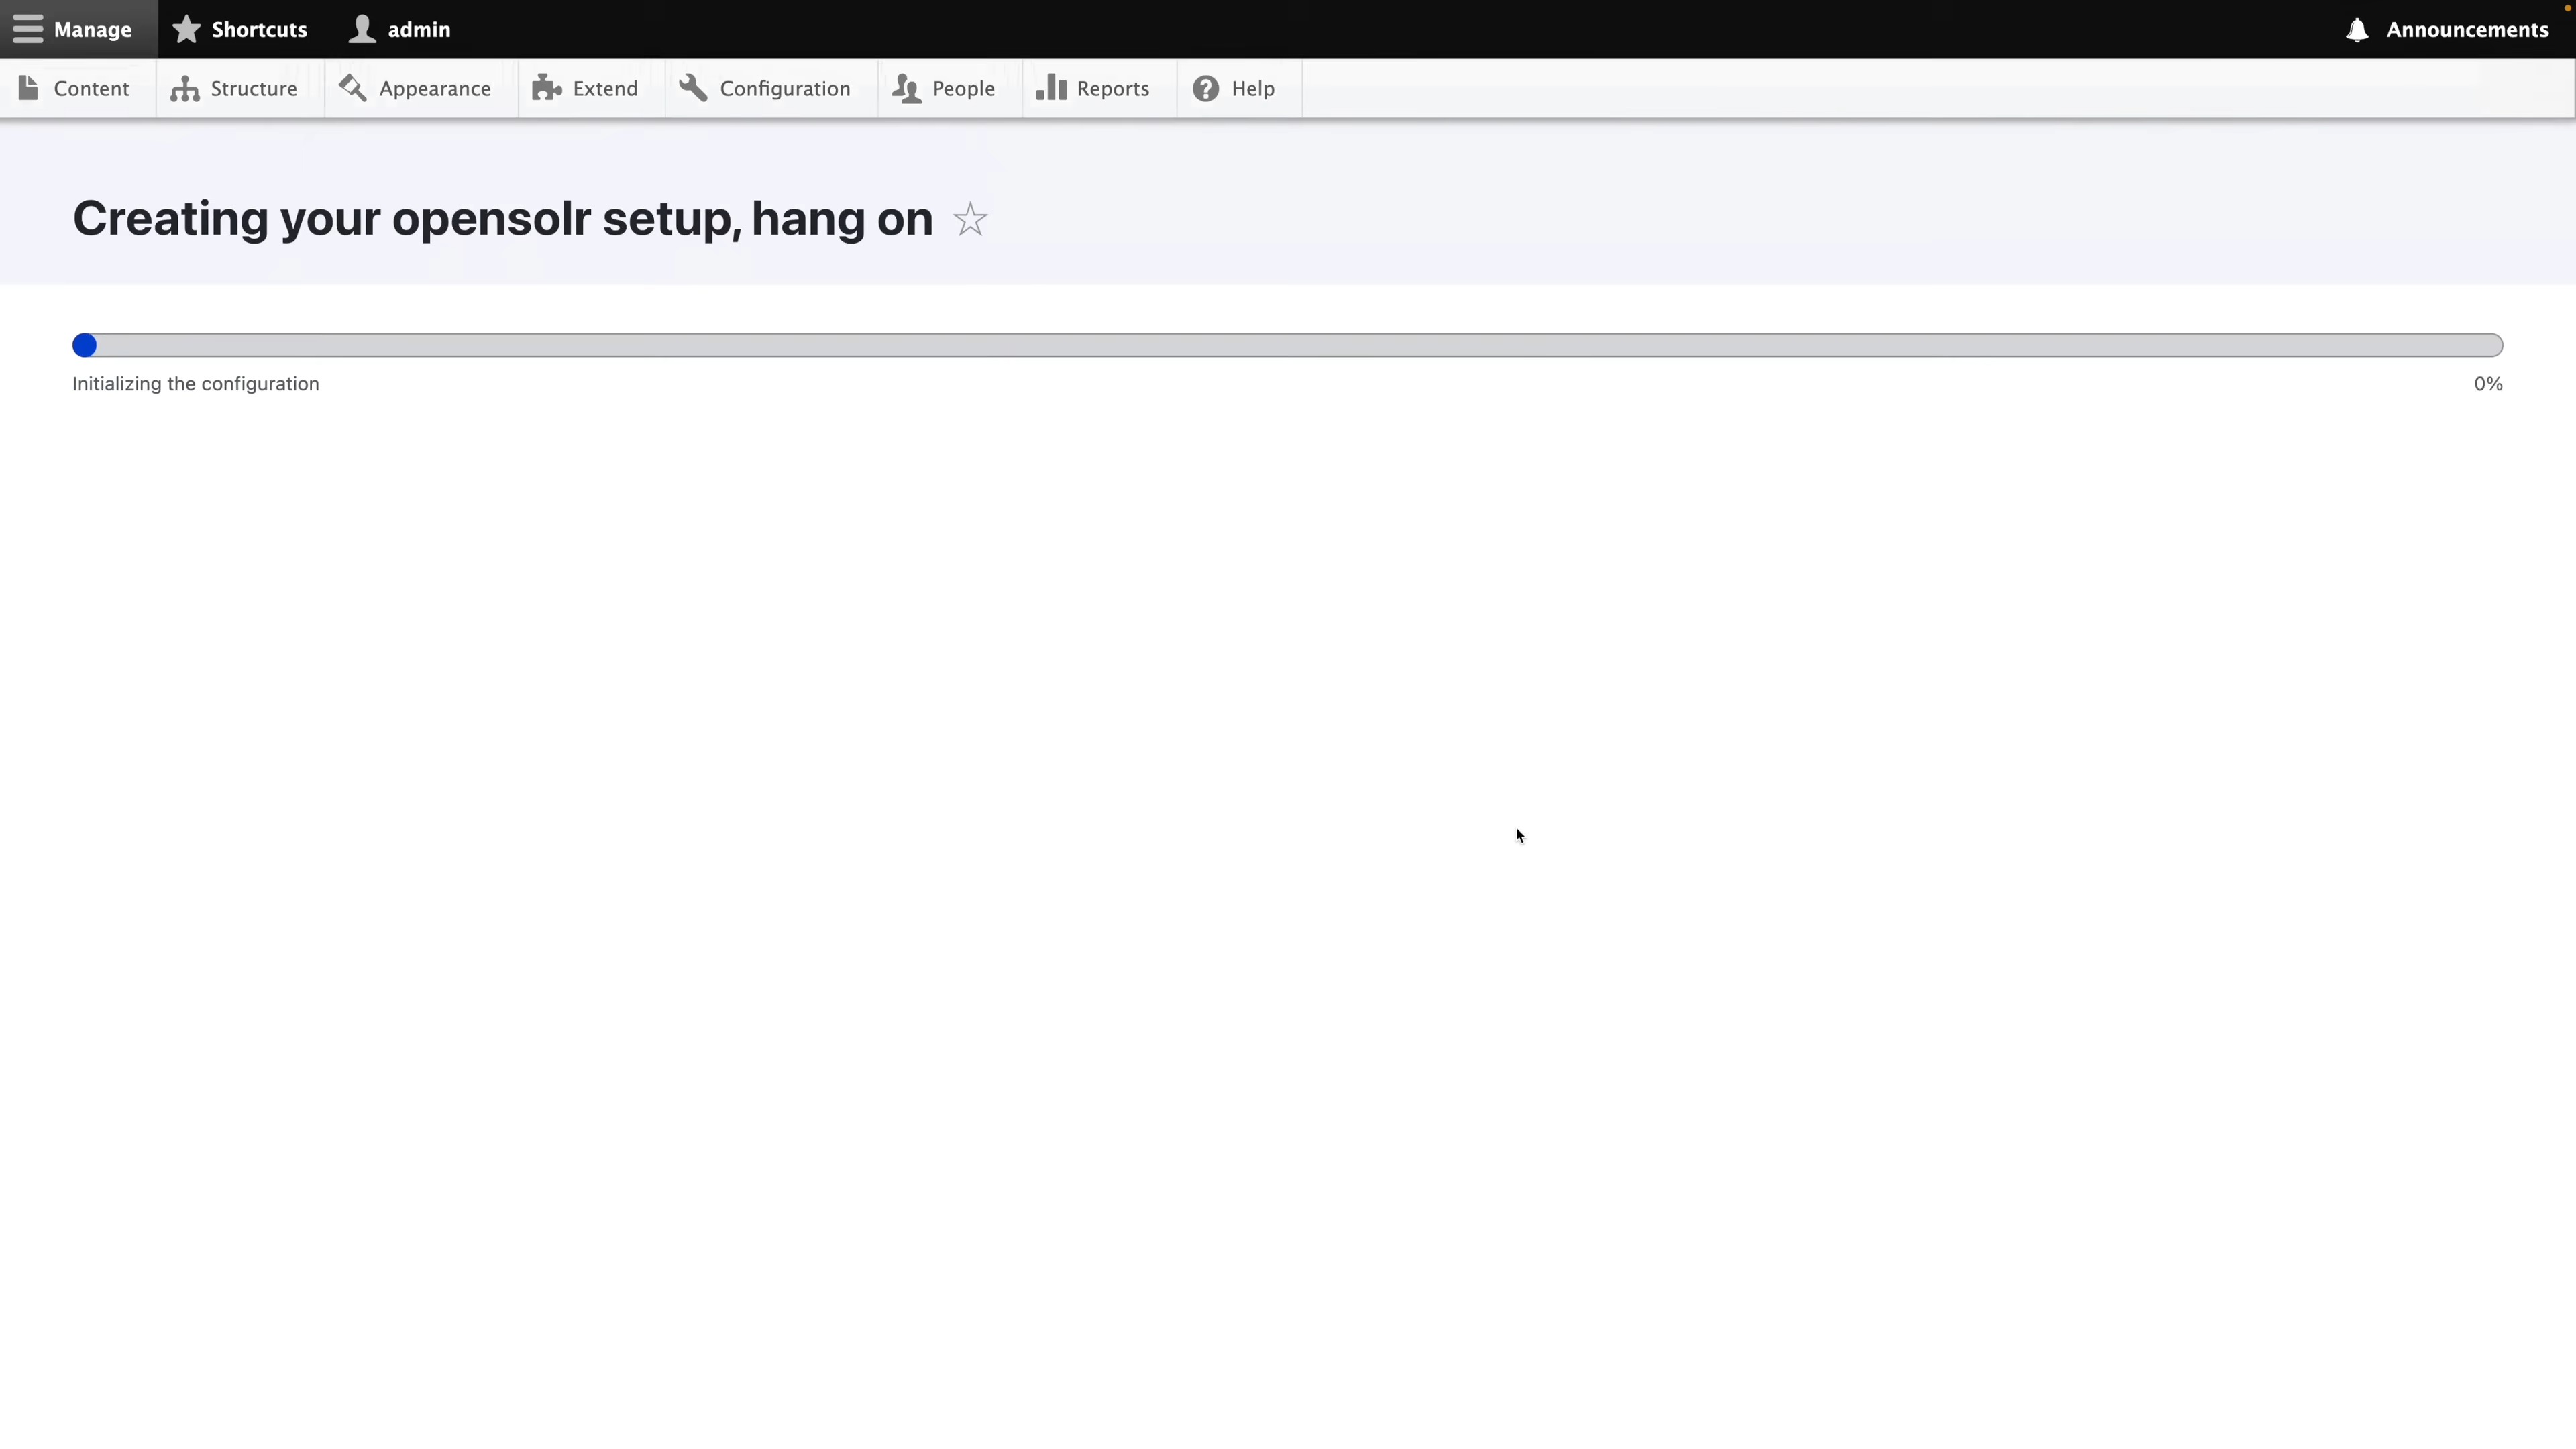 Manage Shortcuts admin Announcements
Content Structure Appearance Extend Configuration People Reports Help
Creating your opensolr setup, hang on
Initializing the configuration 0%